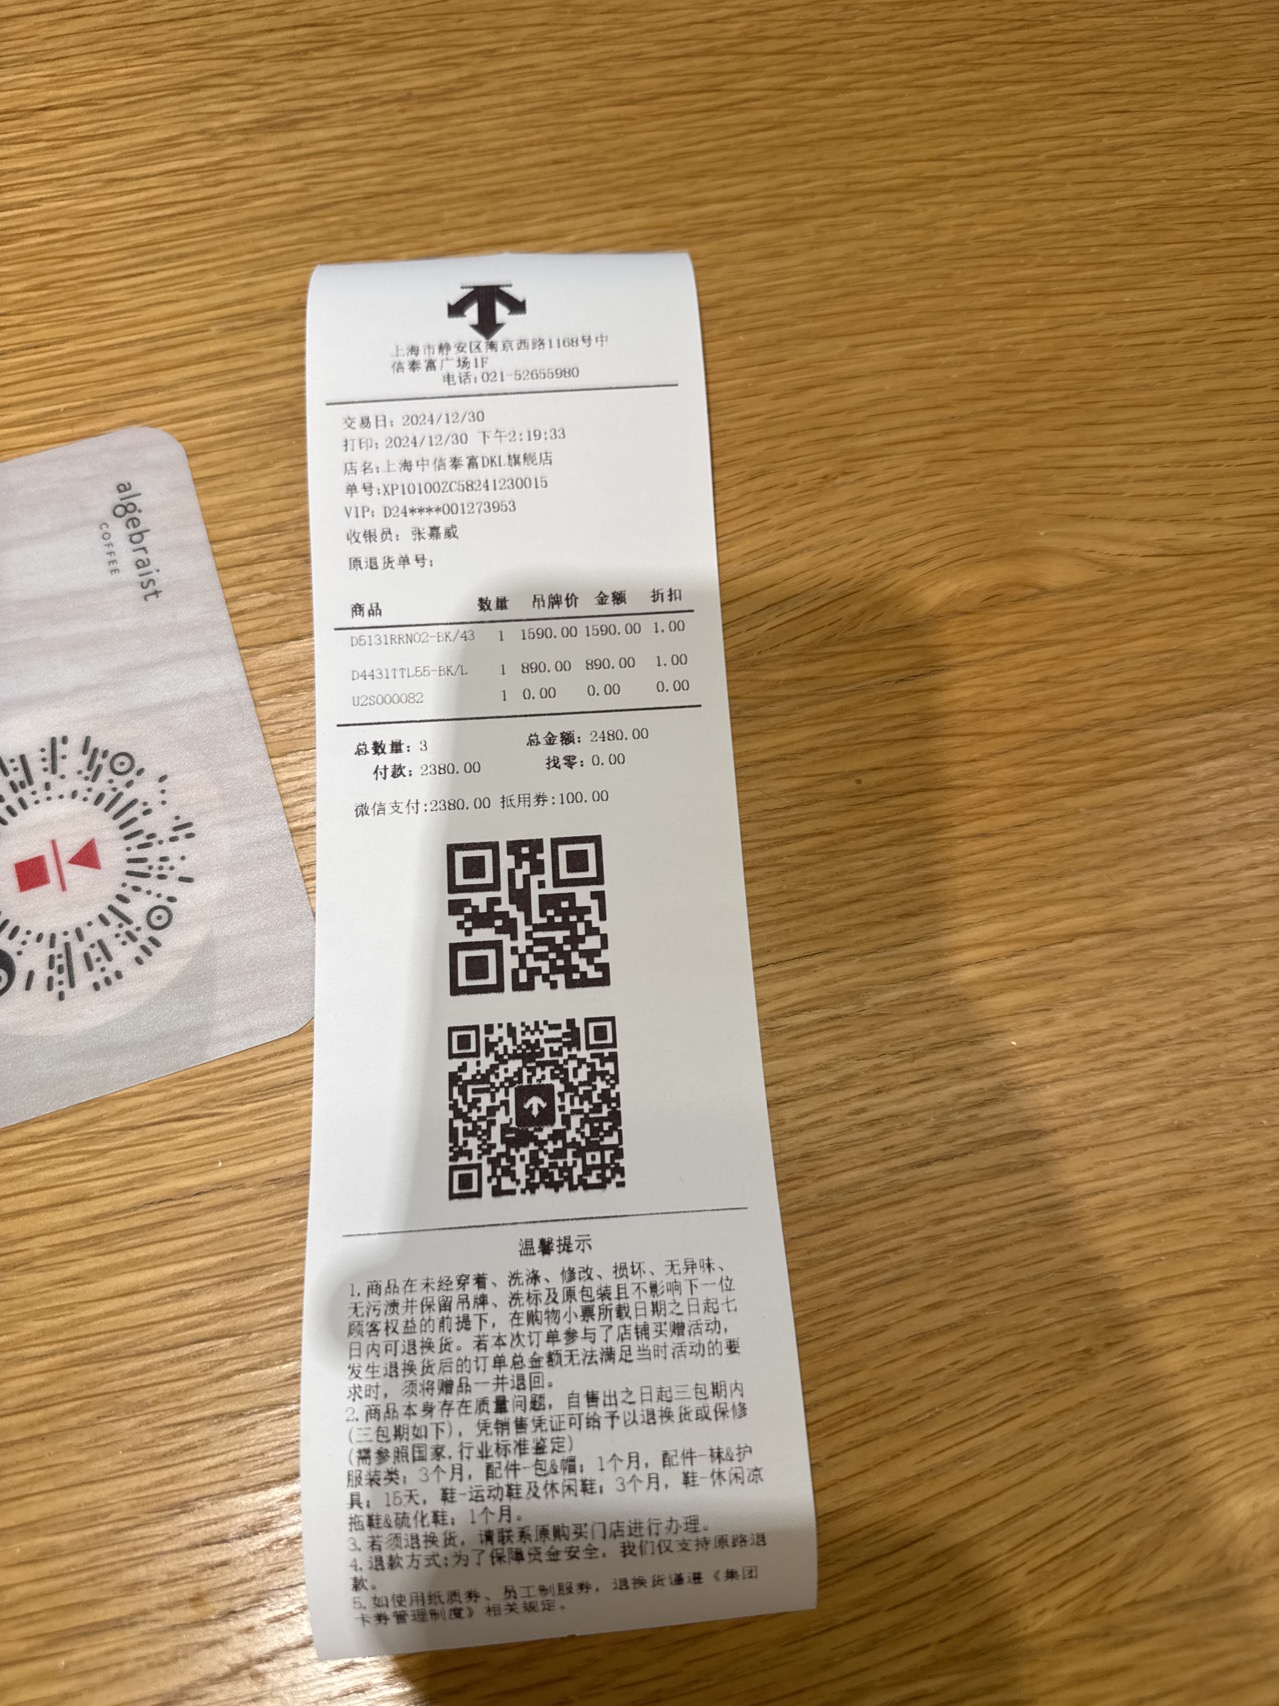 上海市静安区南京西路1168号中
信泰富广场1F
电话:021-52655980
交易日: 2024/12/30
打印: 2024/12/30 下午2:19:33
店名:上海中信泰富DKL旗舰店
单号:XP10100ZC58241230015
VIP: D24****001273953
收银员: 张嘉威
原退货单号:
商品 数量 吊牌价 金额 折扣
D5131RRN02-BK/43 1 1590.00 1590.00 1.00
D4431TTL55-BK/L 1 890.00 890.00 1.00
U2S000082 1 0.00 0.00 0.00
总数量: 3 总金额: 2480.00
付款: 2380.00 找零: 0.00
微信支付:2380.00 抵用券:100.00
温馨提示
1.商品在未经穿着、洗涤、修改、损坏、无异味、
无污渍并保留吊牌、洗标及原包装且不影响下一位
顾客权益的前提下，在购物小票所载日期之日起七
日内可退换货。若本次订单参与了店铺买赠活动，
发生退换货后的订单总金额无法满足当时活动的要
求时，须将赠品一并退回。
2.商品本身存在质量问题，自售出之日起三包期内
(三包期如下)，凭销售凭证可给予以退换货或保修
(需参照国家,行业标准鉴定)
服装类: 3个月，配件-包&帽: 1个月，配件-袜&护
具: 15天，鞋-运动鞋及休闲鞋: 3个月，鞋-休闲凉
拖鞋&硫化鞋: 1个月。
3.若须退换货，请联系原购买门店进行办理。
4.退款方式:为了保障资金安全，我们仅支持原路退
款。
5.如使用纸质券、员工制服券，退换货谨遵《集团
卡券管理制度》相关规定。
algebraist
COFFEE